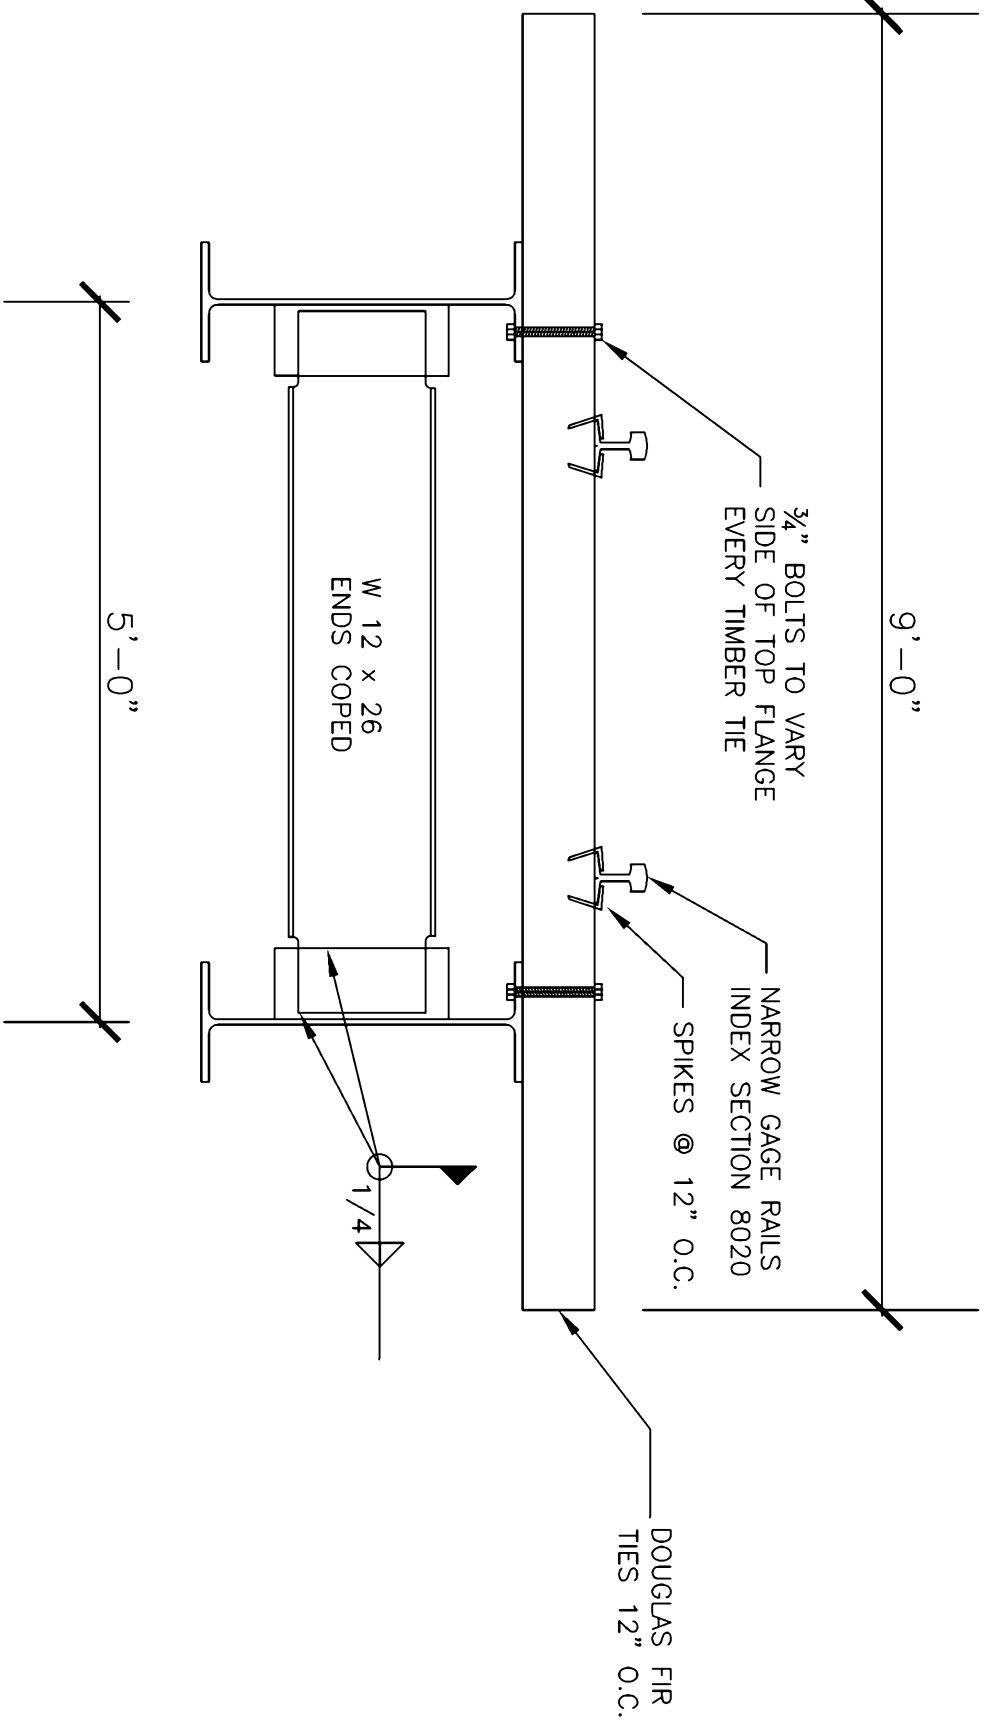 9'-0"
¾" BOLTS TO VARY
SIDE OF TOP FLANGE
EVERY TIMBER TIE
NARROW GAGE RAILS
INDEX SECTION 8020
SPIKES @ 12" O.C.
DOUGLAS FIR
TIES 12" O.C.
W 12 x 26
ENDS COPED
1/4
5'-0"